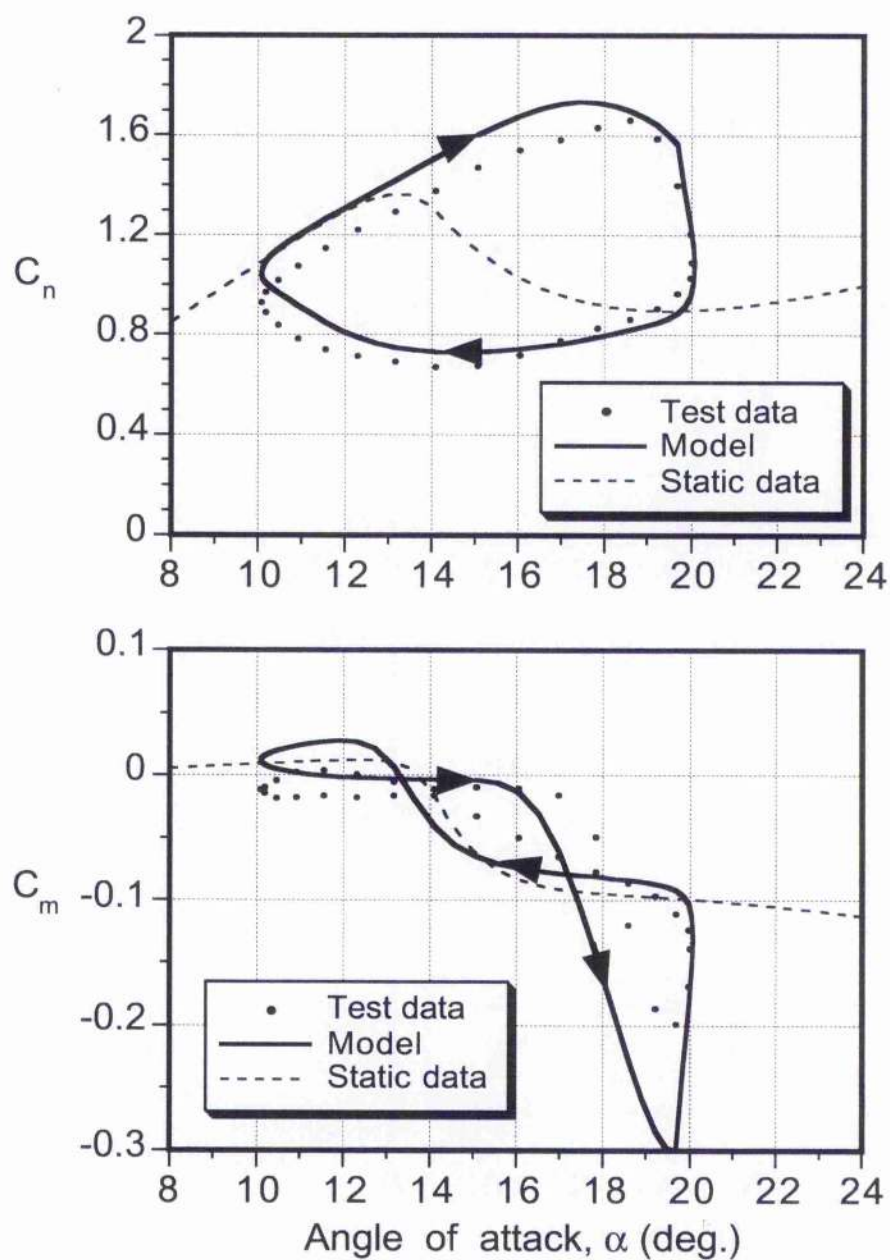 2
1.6
1.2
C_n
0.8
0.4
0
Test data
Model
Static data
8 10 12 14 16 18 20 22 24
0.1
0
C_m
-0.1
-0.2
-0.3
Test data
Model
Static data
8 10 12 14 16 18 20 22 24
Angle of attack, α (deg.)